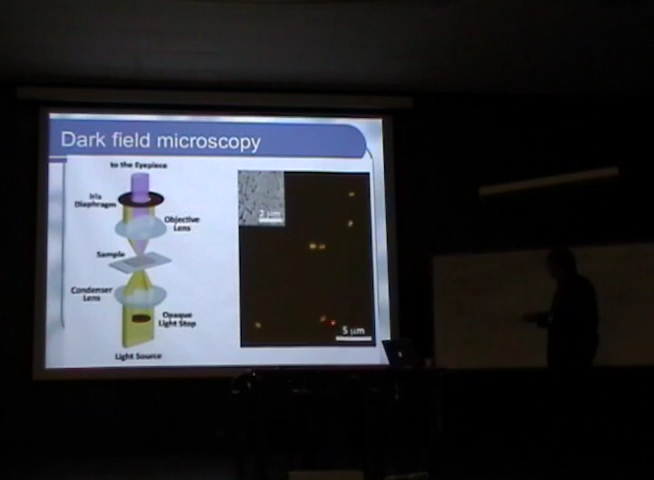 Dark field microscopy
to the Eyepiece
Iris
Diaphragm
Objective
Lens
Sample
Condenser
Lens
Opaque
Light Stop
Light Source
2 µm
5 µm